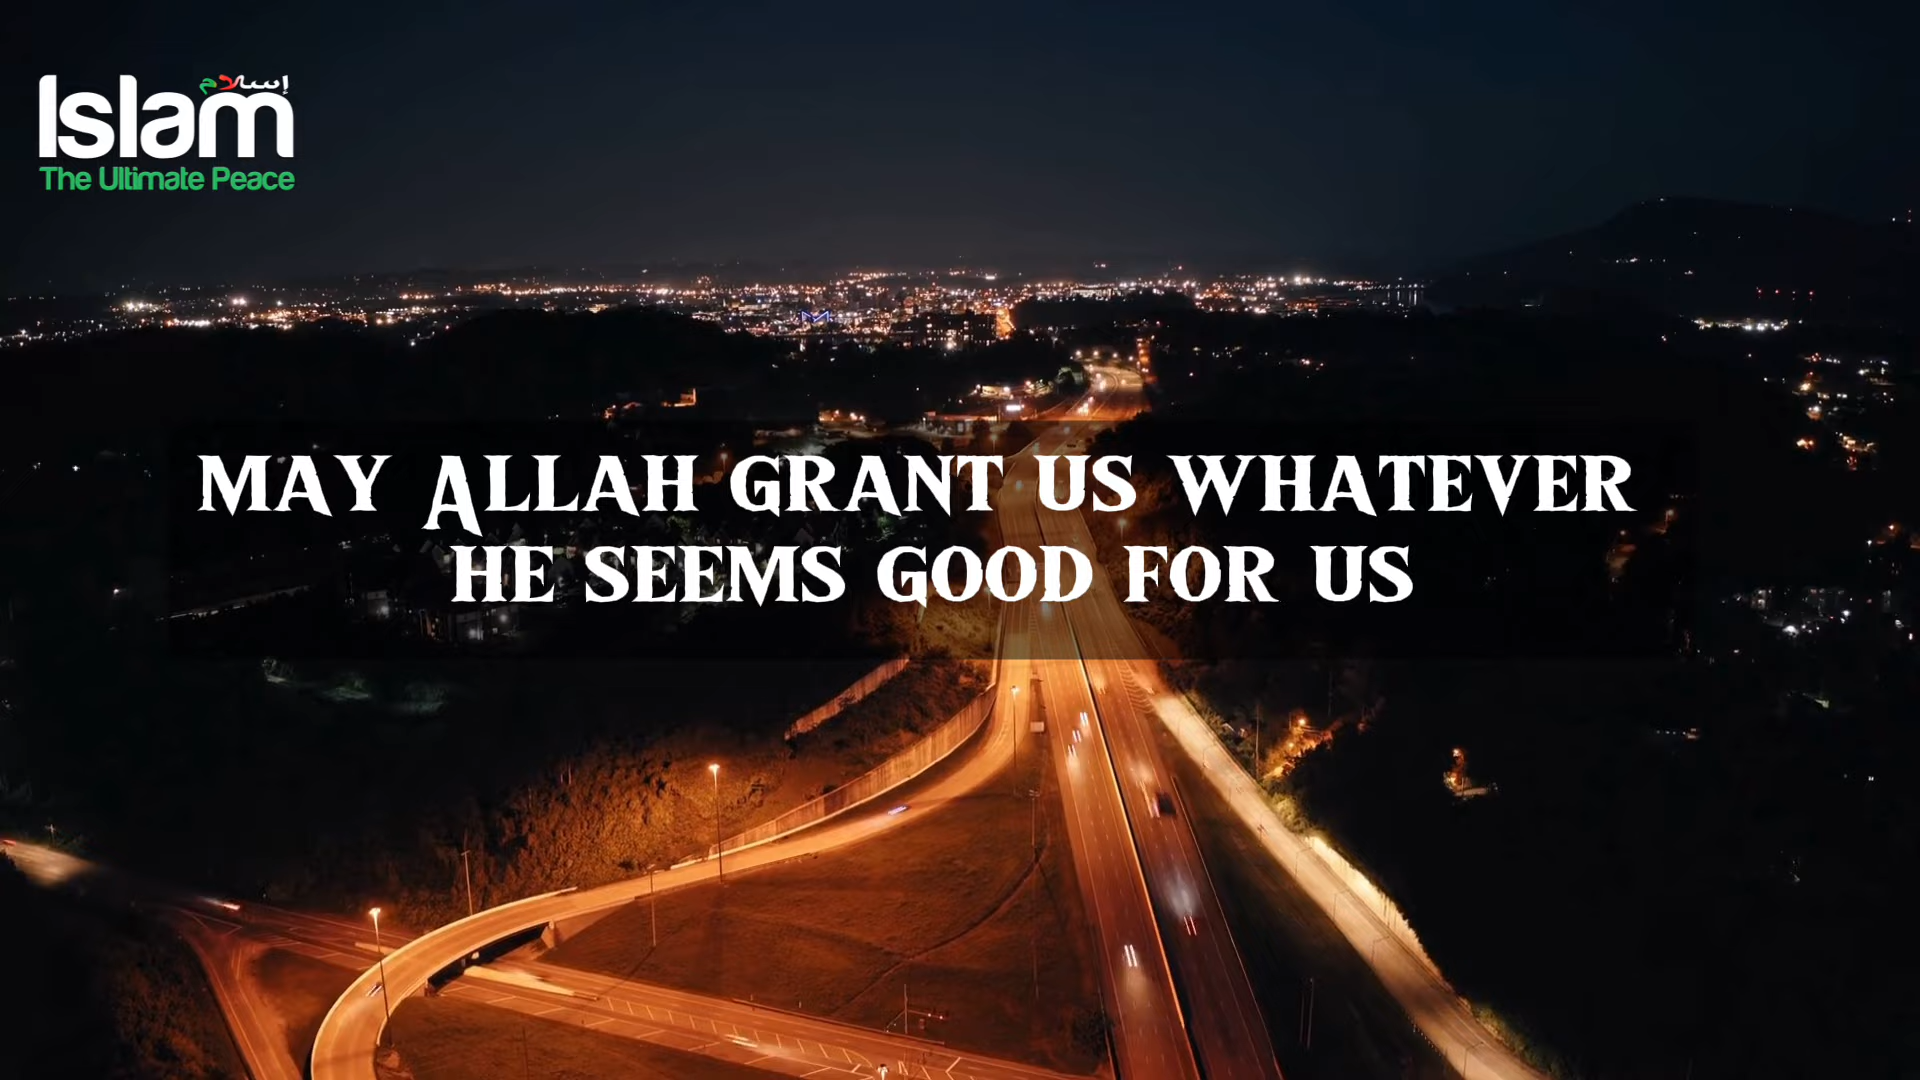 إسلام
Islam
The Ultimate Peace
MAY ALLAH GRANT US WHATEVER
HE SEEMS GOOD FOR US